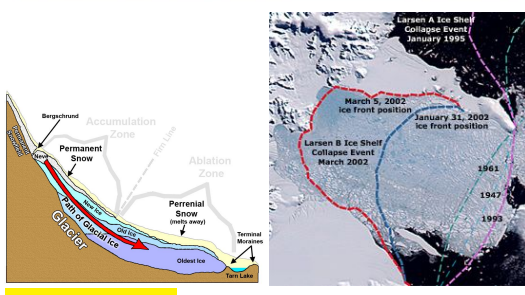 Bergschrund
Accumulation
Zone
Permanent
Snow
Firn Line
Ablation
Zone
Neve
New Ice
Old Ice
Path of Glacial Ice
Glacier
Oldest Ice
Perrenial
Snow
(melts away)
Terminal
Moraines
Tarn Lake
Larsen A Ice Shelf
Collapse Event
January 1995
March 5, 2002
ice front position
January 31, 2002
ice front position
Larsen B Ice Shelf
Collapse Event
March 2002
1961
1947
1993